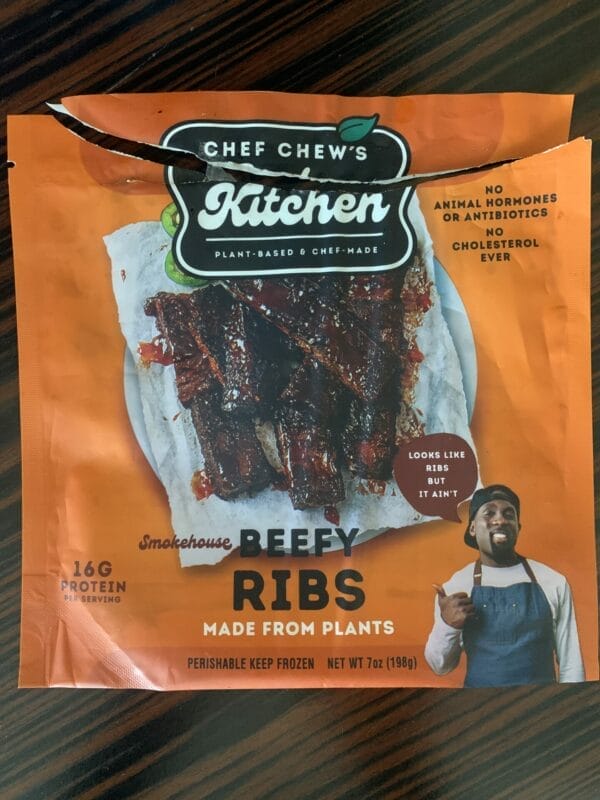 CHEF CHEW'S
Kitchen
PLANT-BASED & CHEF-MADE
NO
ANIMAL HORMONES
OR ANTIBIOTICS
NO
CHOLESTEROL
EVER
LOOKS LIKE
RIBS
BUT
IT AIN'T
Smokehouse BEEFY
RIBS
MADE FROM PLANTS
16G
PROTEIN
PER SERVING
PERISHABLE KEEP FROZEN NET WT 7oz (198g)